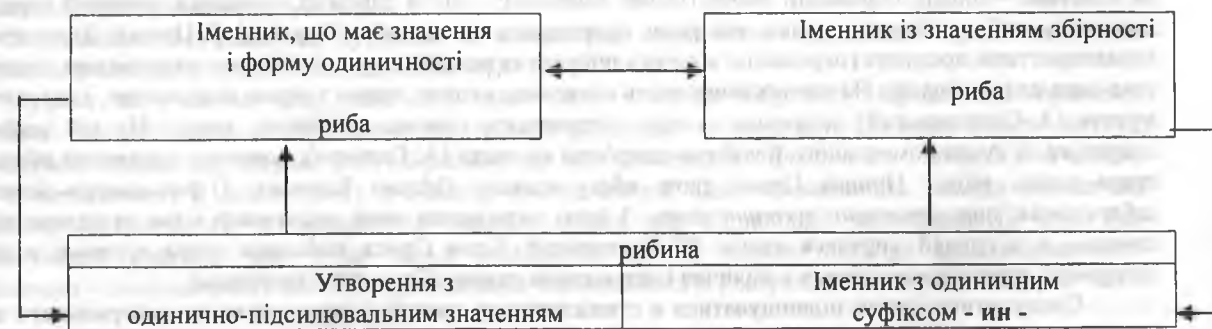 Іменник, що має значення
і форму одиничності
риба
Іменник із значенням збірності
риба
рибина
Утворення з
одинично-підсилювальним значенням
Іменник з одиничним
суфіксом - ин -